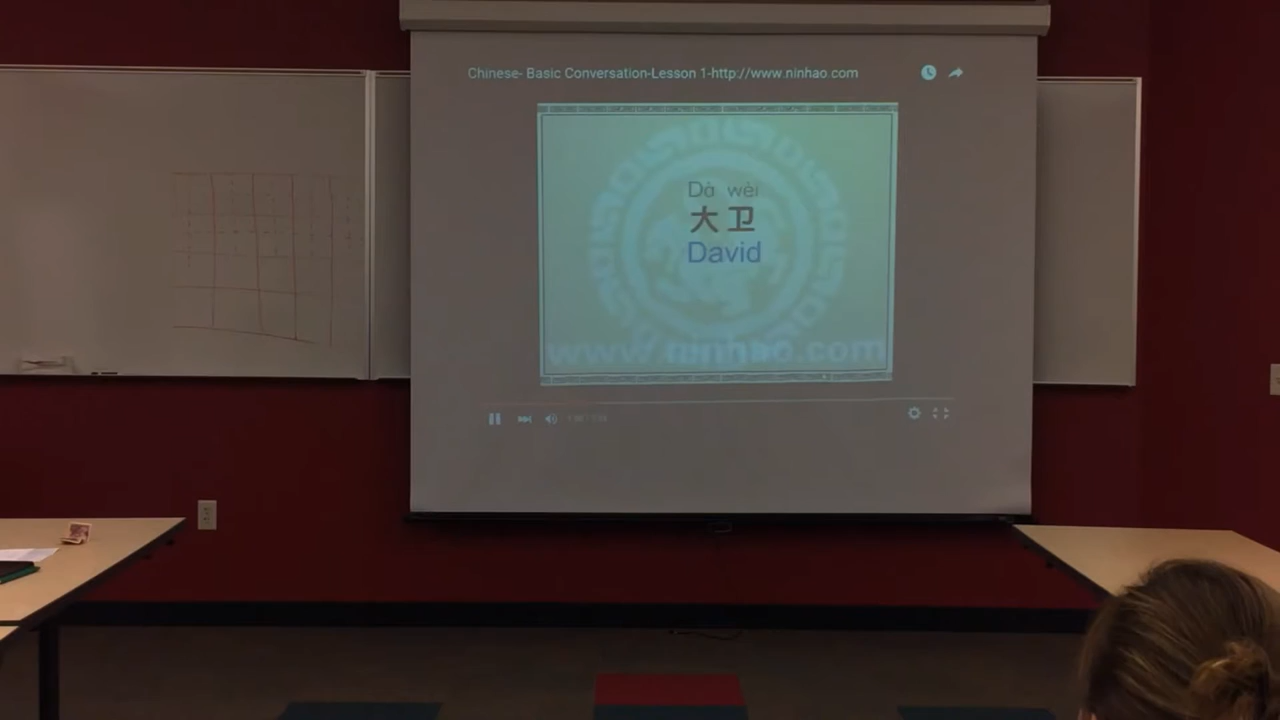 Chinese- Basic Conversation-Lesson 1-http://www.ninhao.com
Dà wèi
大卫
David
www.ninhao.com